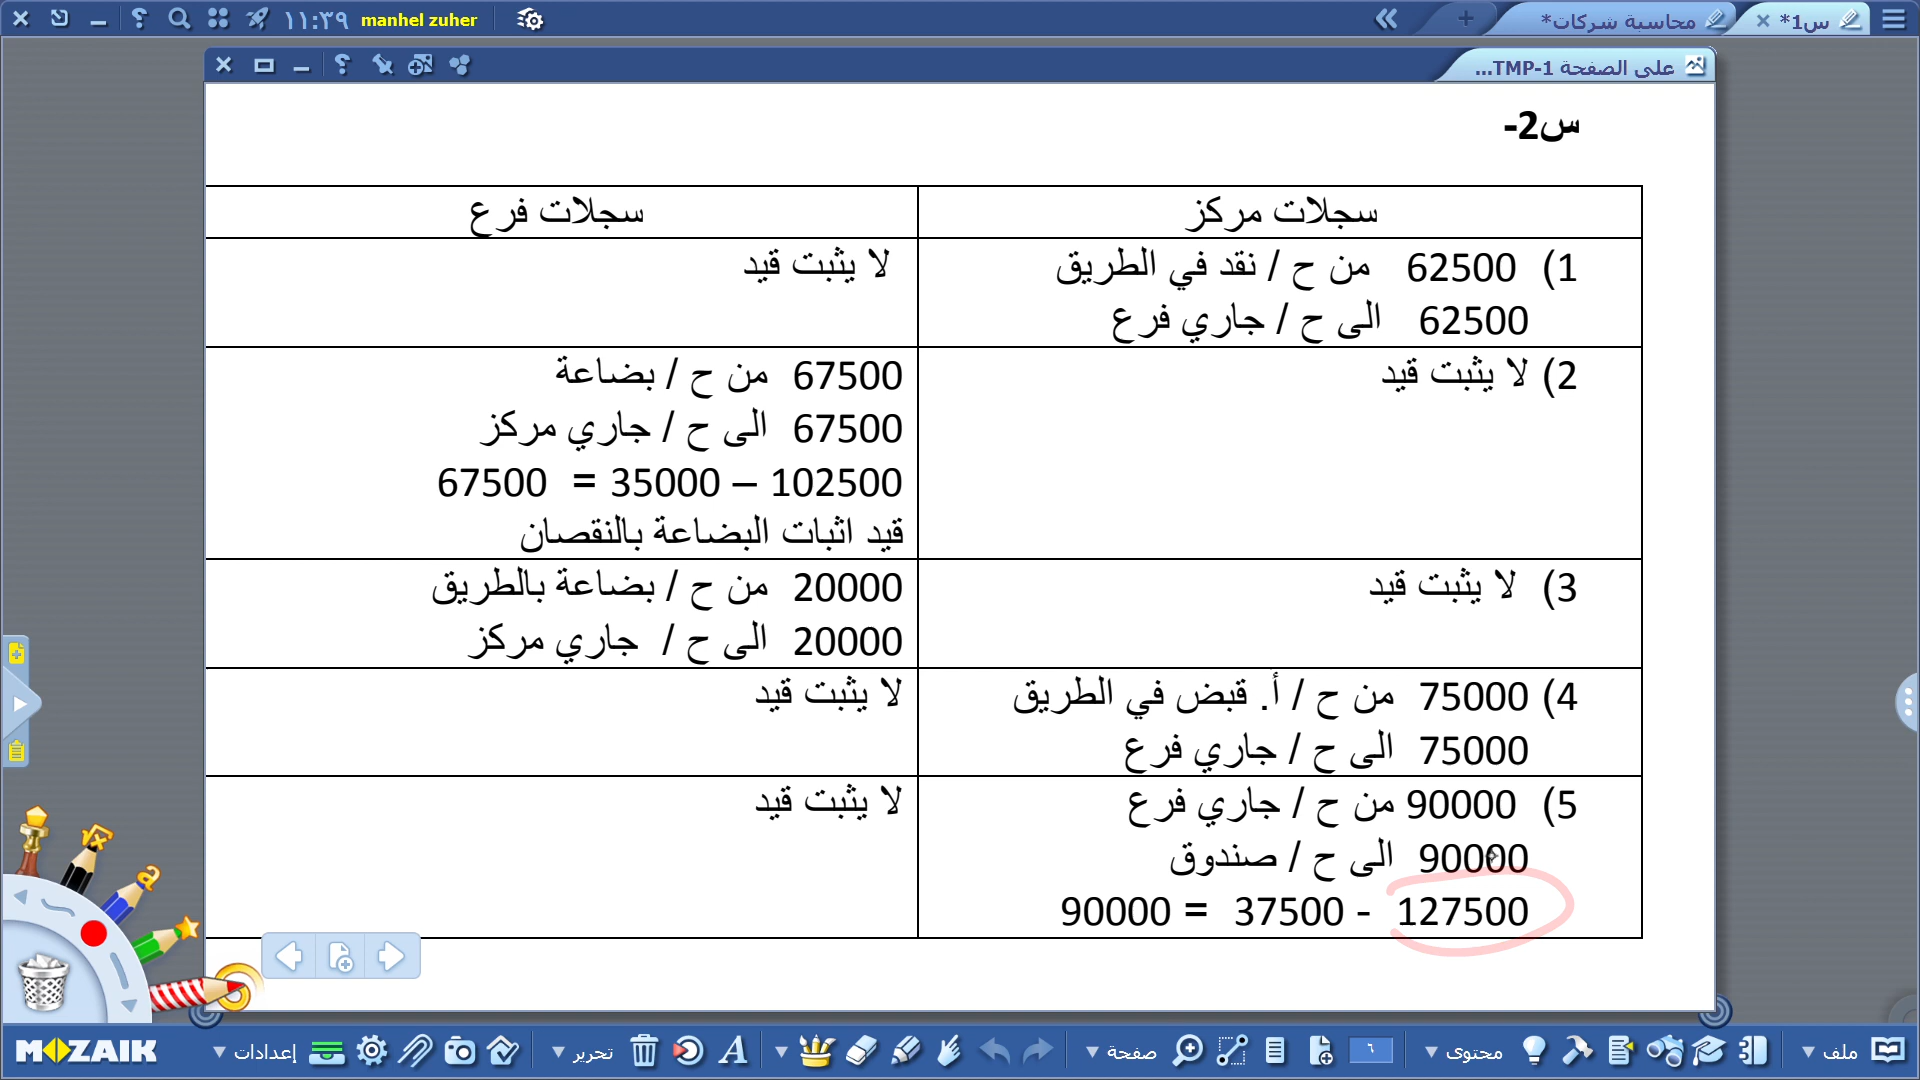 س1*
محاسبة شركات*
manhel zuher
١١:٣٩
على الصفحة TMP-1...
س2-
سجلات مركز
سجلات فرع
1) 62500 من ح / نقد في الطريق
62500 الى ح / جاري فرع
لا يثبت قيد
2) لا يثبت قيد
67500 من ح / بضاعة
67500 الى ح / جاري مركز
102500 – 35000 = 67500
قيد اثبات البضاعة بالنقصان
3) لا يثبت قيد
20000 من ح / بضاعة بالطريق
20000 الى ح / جاري مركز
4) 75000 من ح / أ. قبض في الطريق
75000 الى ح / جاري فرع
لا يثبت قيد
5) 90000 من ح / جاري فرع
90000 الى ح / صندوق
127500 - 37500 = 90000
لا يثبت قيد
ملف
محتوى
٦
صفحة
تحرير
إعدادات
MOZAIK